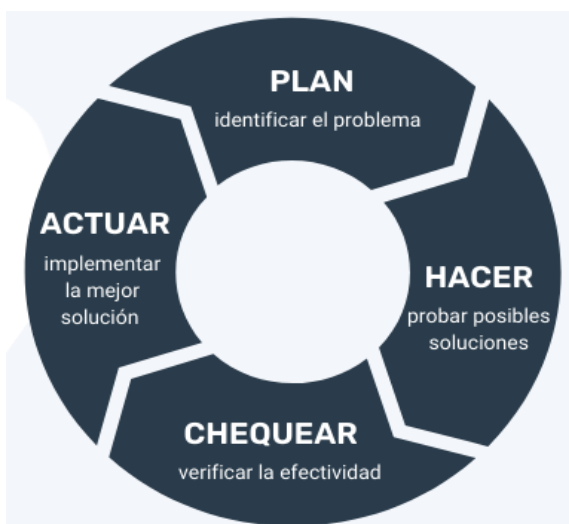 PLAN
identificar el problema
HACER
probar posibles
soluciones
CHEQUEAR
verificar la efectividad
ACTUAR
implementar
la mejor
solución